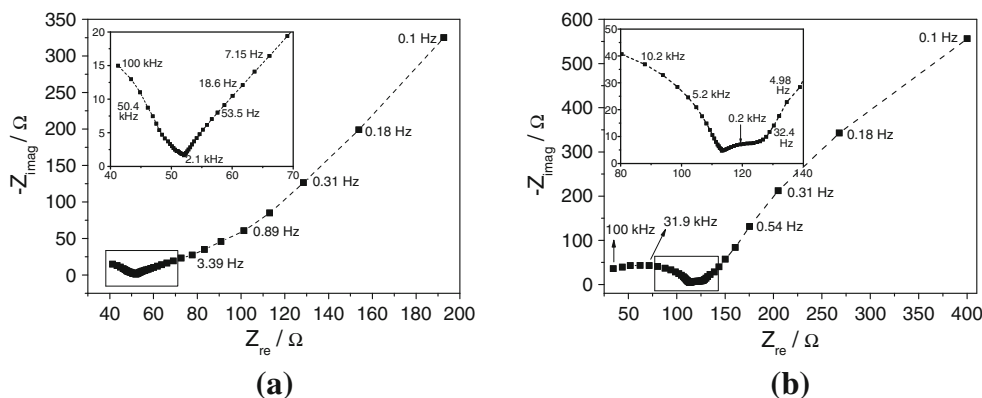 350
300
250
200
150
100
50
0
-Z_imag / Ω
40 60 80 100 120 140 160 180 200
Z_re / Ω
20
15
10
5
0
40 50 60 70
100 kHz
50.4
kHz
2.1 kHz
53.5 Hz
18.6 Hz
7.15 Hz
0.1 Hz
0.18 Hz
0.31 Hz
0.89 Hz
3.39 Hz
(a)
600
500
400
300
200
100
0
-Z_imag / Ω
50 100 150 200 250 300 350 400
Z_re / Ω
50
40
30
20
10
0
80 100 120 140
10.2 kHz
5.2 kHz
0.2 kHz
4.98
Hz
32.4
Hz
0.1 Hz
0.18 Hz
0.31 Hz
0.54 Hz
31.9 kHz
100 kHz
(b)